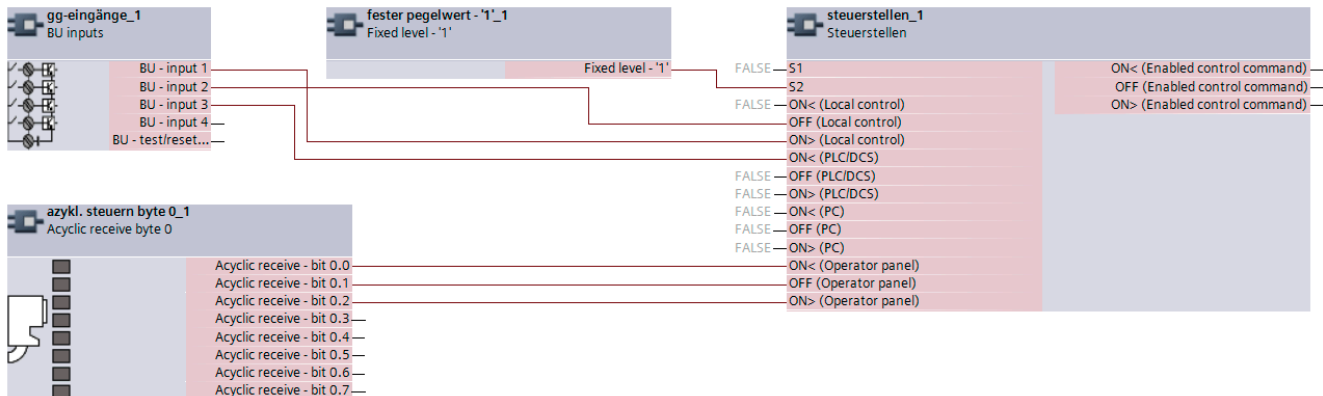 gg-eingänge_1
BU inputs
BU - input 1
BU - input 2
BU - input 3
BU - input 4
BU - test/reset...
fester pegelwert - '1'_1
Fixed level - '1'
Fixed level - '1'
steuerstellen_1
Steuerstellen
FALSE S1
S2
FALSE ON< (Local control)
OFF (Local control)
ON> (Local control)
ON< (PLC/DCS)
FALSE OFF (PLC/DCS)
FALSE ON> (PLC/DCS)
FALSE ON< (PC)
FALSE OFF (PC)
FALSE ON> (PC)
ON< (Operator panel)
OFF (Operator panel)
ON> (Operator panel)
ON< (Enabled control command)
OFF (Enabled control command)
ON> (Enabled control command)
azykl. steuern byte 0_1
Acyclic receive byte 0
Acyclic receive - bit 0.0
Acyclic receive - bit 0.1
Acyclic receive - bit 0.2
Acyclic receive - bit 0.3
Acyclic receive - bit 0.4
Acyclic receive - bit 0.5
Acyclic receive - bit 0.6
Acyclic receive - bit 0.7